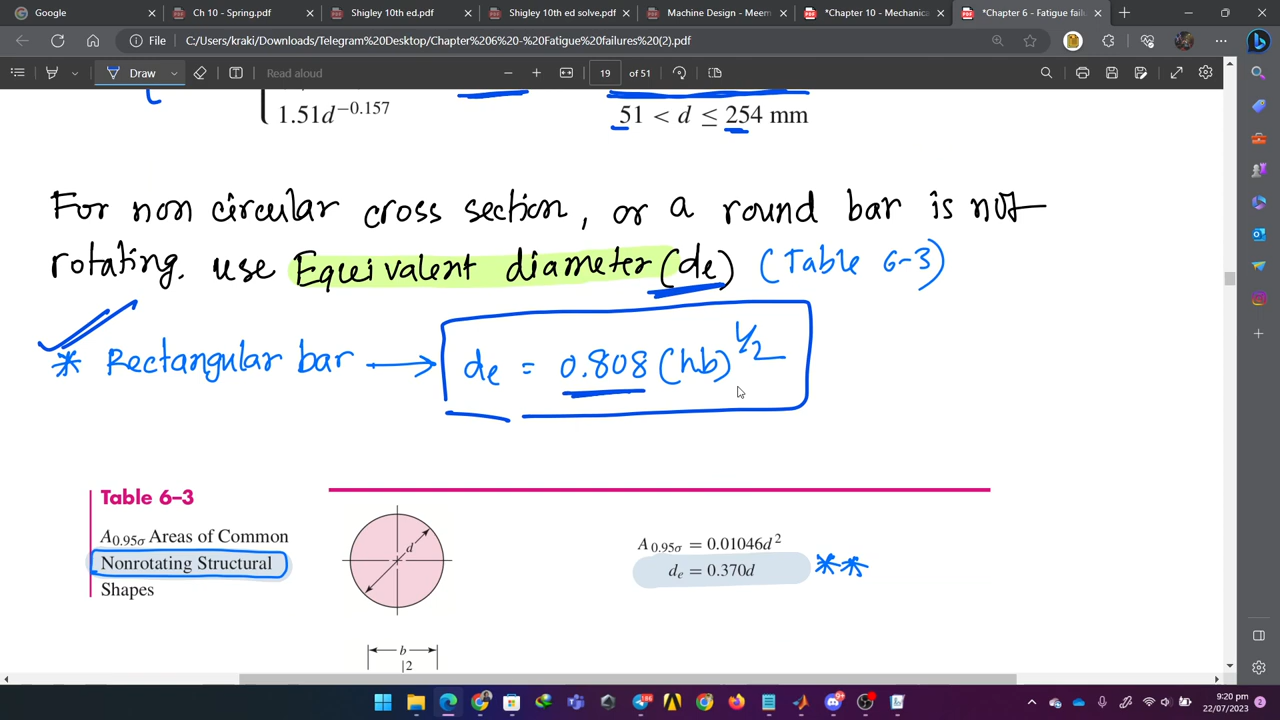 Google
Ch 10 - Spring.pdf
Shigley 10th ed.pdf
Shigley 10th ed solve.pdf
Machine Design - Meem
*Chapter 10 - Mechanica
*Chapter 6 - Fatigue failu
File
C:/Users/kraki/Downloads/Telegram%20Desktop/Chapter%206%20-%20Fatigue%20failures%20(2).pdf
Draw
Read aloud
19 of 51
1.51d^−0.157 51 < d ≤ 254 mm
For non circular cross section, or a round bar is not
rotating. use Equivalent diameter (de) (Table 6-3)
* Rectangular bar → de = 0.808 (hb)^1/2
Table 6–3
A0.95σ Areas of Common
Nonrotating Structural
Shapes
d
A0.95σ = 0.01046d²
de = 0.370d **
b
2
9:20 pm
22/07/2023